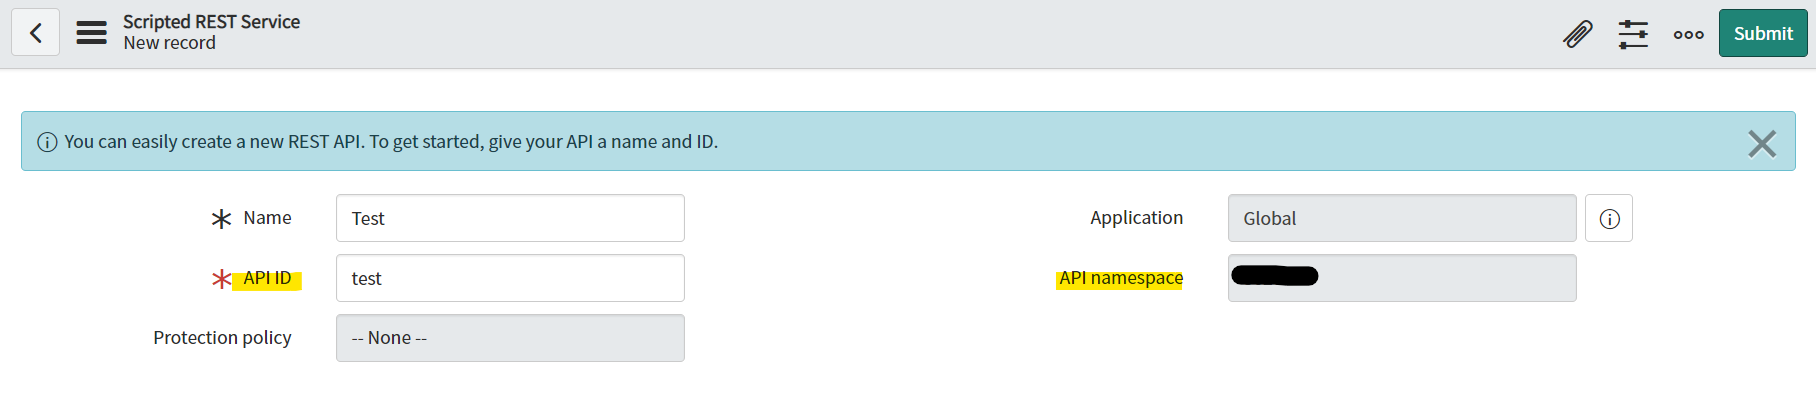 Scripted REST Service
New record
Submit
You can easily create a new REST API. To get started, give your API a name and ID.
Name
Test
Application
Global
API ID
test
API namespace
Protection policy
-- None --